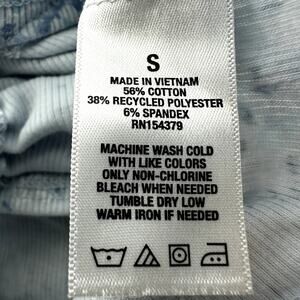 S
MADE IN VIETNAM
56% COTTON
38% RECYCLED POLYESTER
6% SPANDEX
RN154379
MACHINE WASH COLD
WITH LIKE COLORS
ONLY NON-CHLORINE
BLEACH WHEN NEEDED
TUMBLE DRY LOW
WARM IRON IF NEEDED